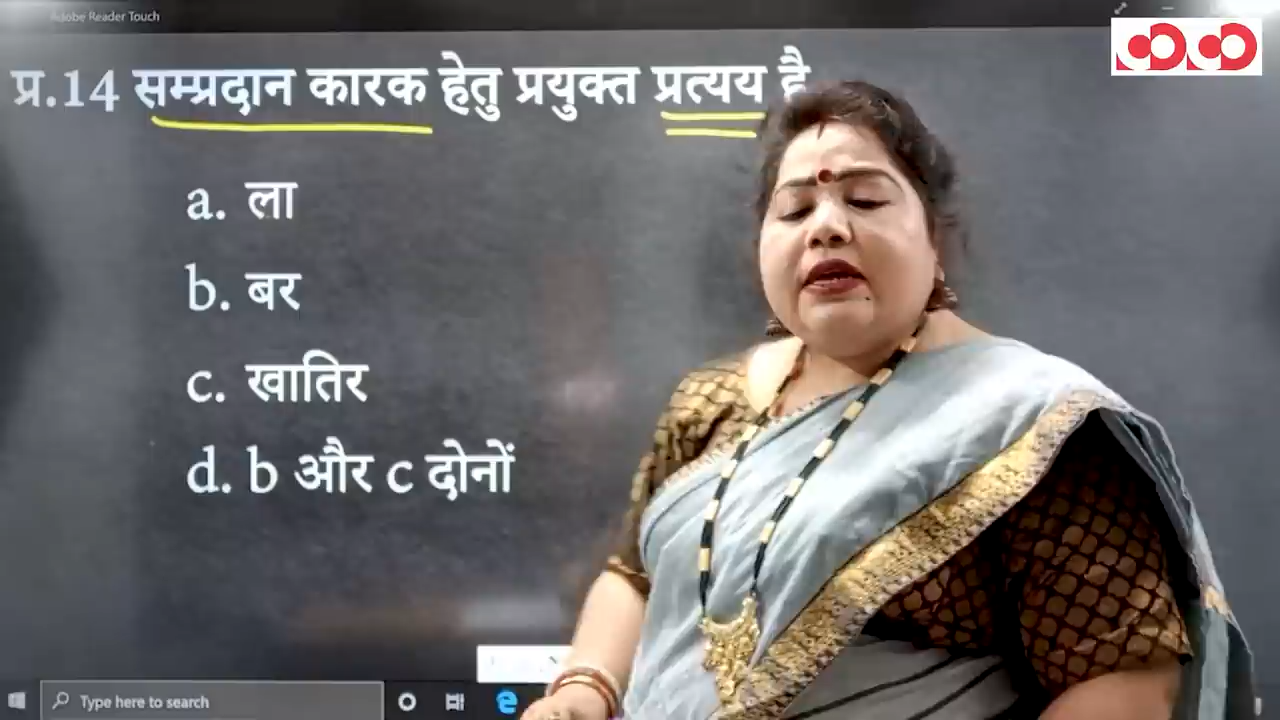 Adobe Reader Touch
प्र.14 सम्प्रदान कारक हेतु प्रयुक्त प्रत्यय है
a. ला
b. बर
c. खातिर
d. b और c दोनों
Type here to search